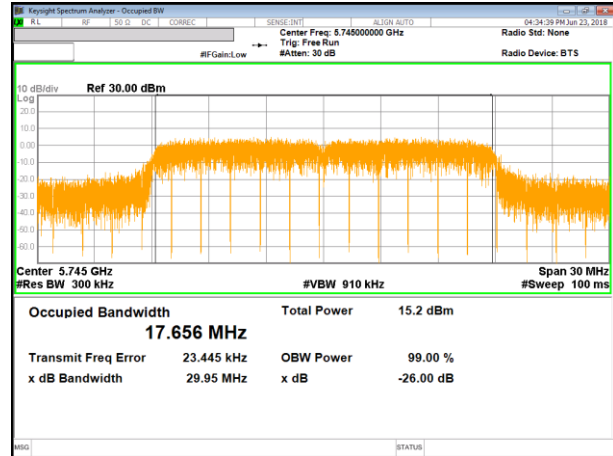 Keysight Spectrum Analyzer - Occupied BW
RL RF 50 Ω DC CORREC SENSE:INT ALIGN AUTO 04:34:39 PM Jun 23, 2018
Center Freq: 5.745000000 GHz Radio Std: None
Trig: Free Run
#IFGain:Low #Atten: 30 dB Radio Device: BTS
10 dB/div Ref 30.00 dBm
Log
20.0
10.0
0.00
-10.0
-20.0
-30.0
-40.0
-50.0
-60.0
Center 5.745 GHz Span 30 MHz
#Res BW 300 kHz #VBW 910 kHz #Sweep 100 ms
Occupied Bandwidth Total Power 15.2 dBm
17.656 MHz
Transmit Freq Error 23.445 kHz OBW Power 99.00 %
x dB Bandwidth 29.95 MHz x dB -26.00 dB
MSG STATUS